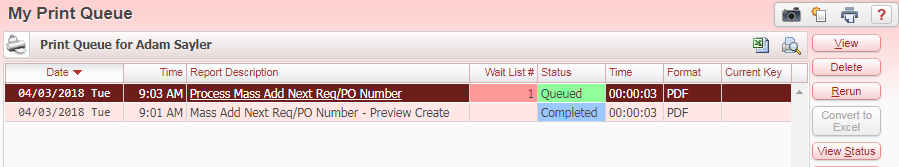 My Print Queue
?
Print Queue for Adam Sayler
View
Date Time Report Description Wait List # Status Time Format Current Key
Delete
04/03/2018 Tue 9:03 AM Process Mass Add Next Req/PO Number 1 Queued 00:00:03 PDF
Rerun
04/03/2018 Tue 9:01 AM Mass Add Next Req/PO Number - Preview Create Completed 00:00:03 PDF
Convert to
Excel
View Status